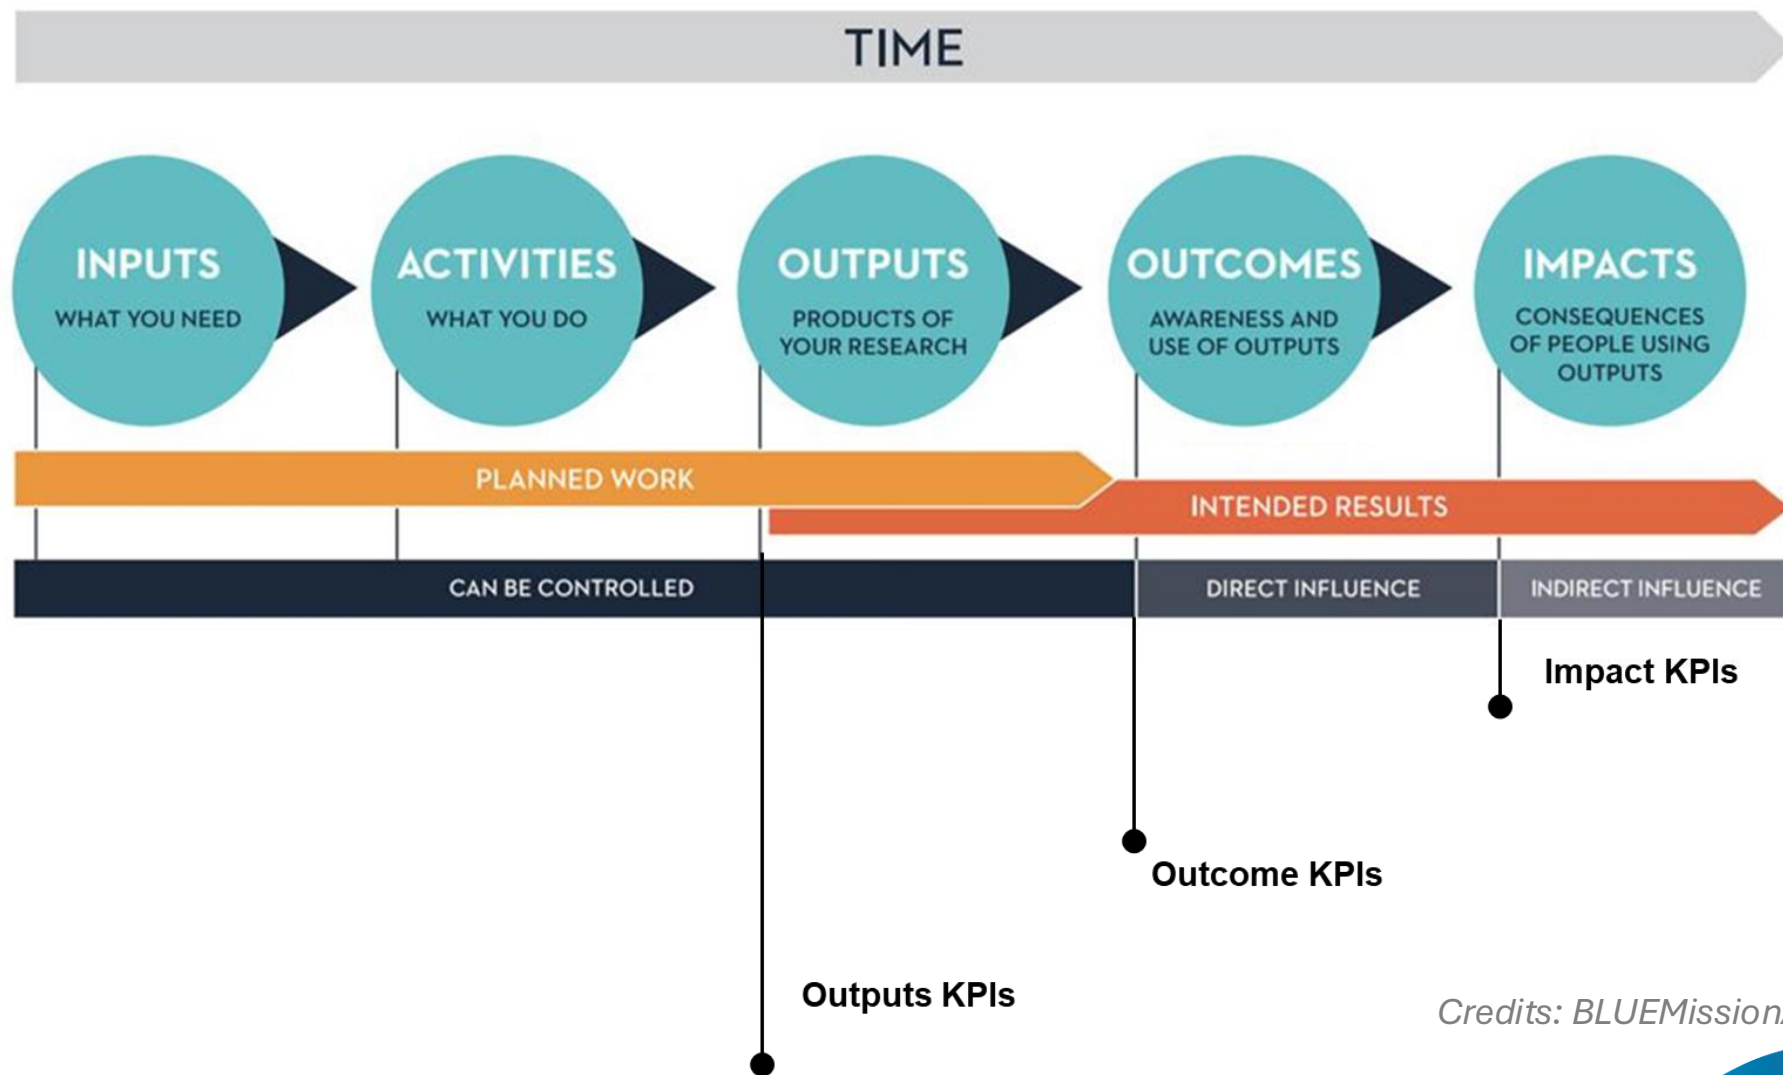 TIME
INPUTS
WHAT YOU NEED
ACTIVITIES
WHAT YOU DO
OUTPUTS
PRODUCTS OF
YOUR RESEARCH
OUTCOMES
AWARENESS AND
USE OF OUTPUTS
IMPACTS
CONSEQUENCES
OF PEOPLE USING
OUTPUTS
PLANNED WORK
INTENDED RESULTS
CAN BE CONTROLLED
DIRECT INFLUENCE
INDIRECT INFLUENCE
Impact KPIs
Outcome KPIs
Outputs KPIs
Credits: BLUEMission